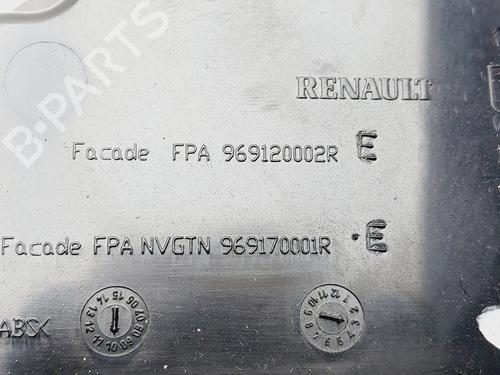 B-PARTS
RENAULT
Facade FPA 969120002R E
Facade FPA NVGTN 969170001R E
ABSK